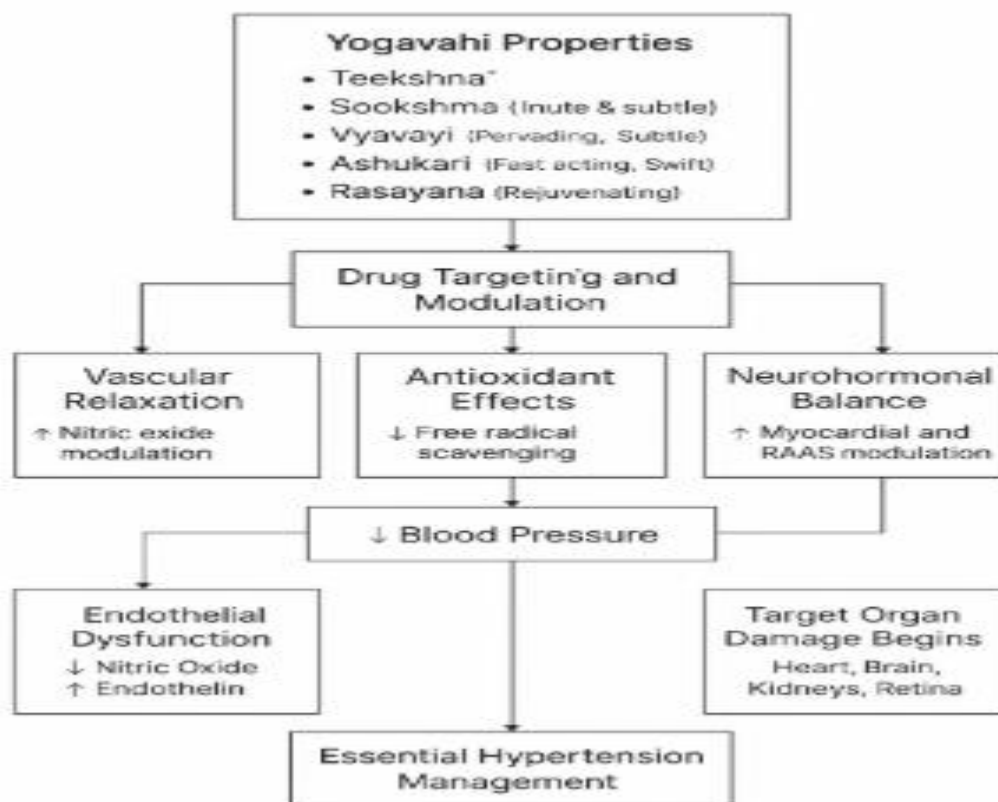 Yogavahi Properties
• Teekshna*
• Sookshma (Inute & subtle)
• Vyavayi (Pervading, Subtle)
• Ashukari (Fast acting, Swift)
• Rasayana (Rejuvenating)
Drug Targeting and
Modulation
Vascular
Relaxation
↑ Nitric exide
modulation
Antioxidant
Effects
↓ Free radical
scavenging
Neurohormonal
Balance
↑ Myocardial and
RAAS modulation
↓ Blood Pressure
Endothelial
Dysfunction
↓ Nitric Oxide
↑ Endothelin
Target Organ
Damage Begins
Heart, Brain,
Kidneys, Retina
Essential Hypertension
Management